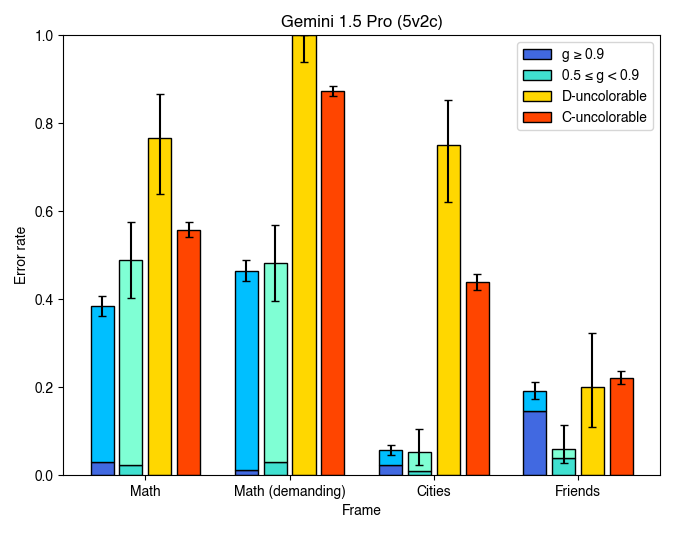 Gemini 1.5 Pro (5v2c)
1.0
0.8
0.6
0.4
0.2
0.0
Error rate
g ≥ 0.9
0.5 ≤ g < 0.9
D-uncolorable
C-uncolorable
Math
Math (demanding)
Cities
Friends
Frame